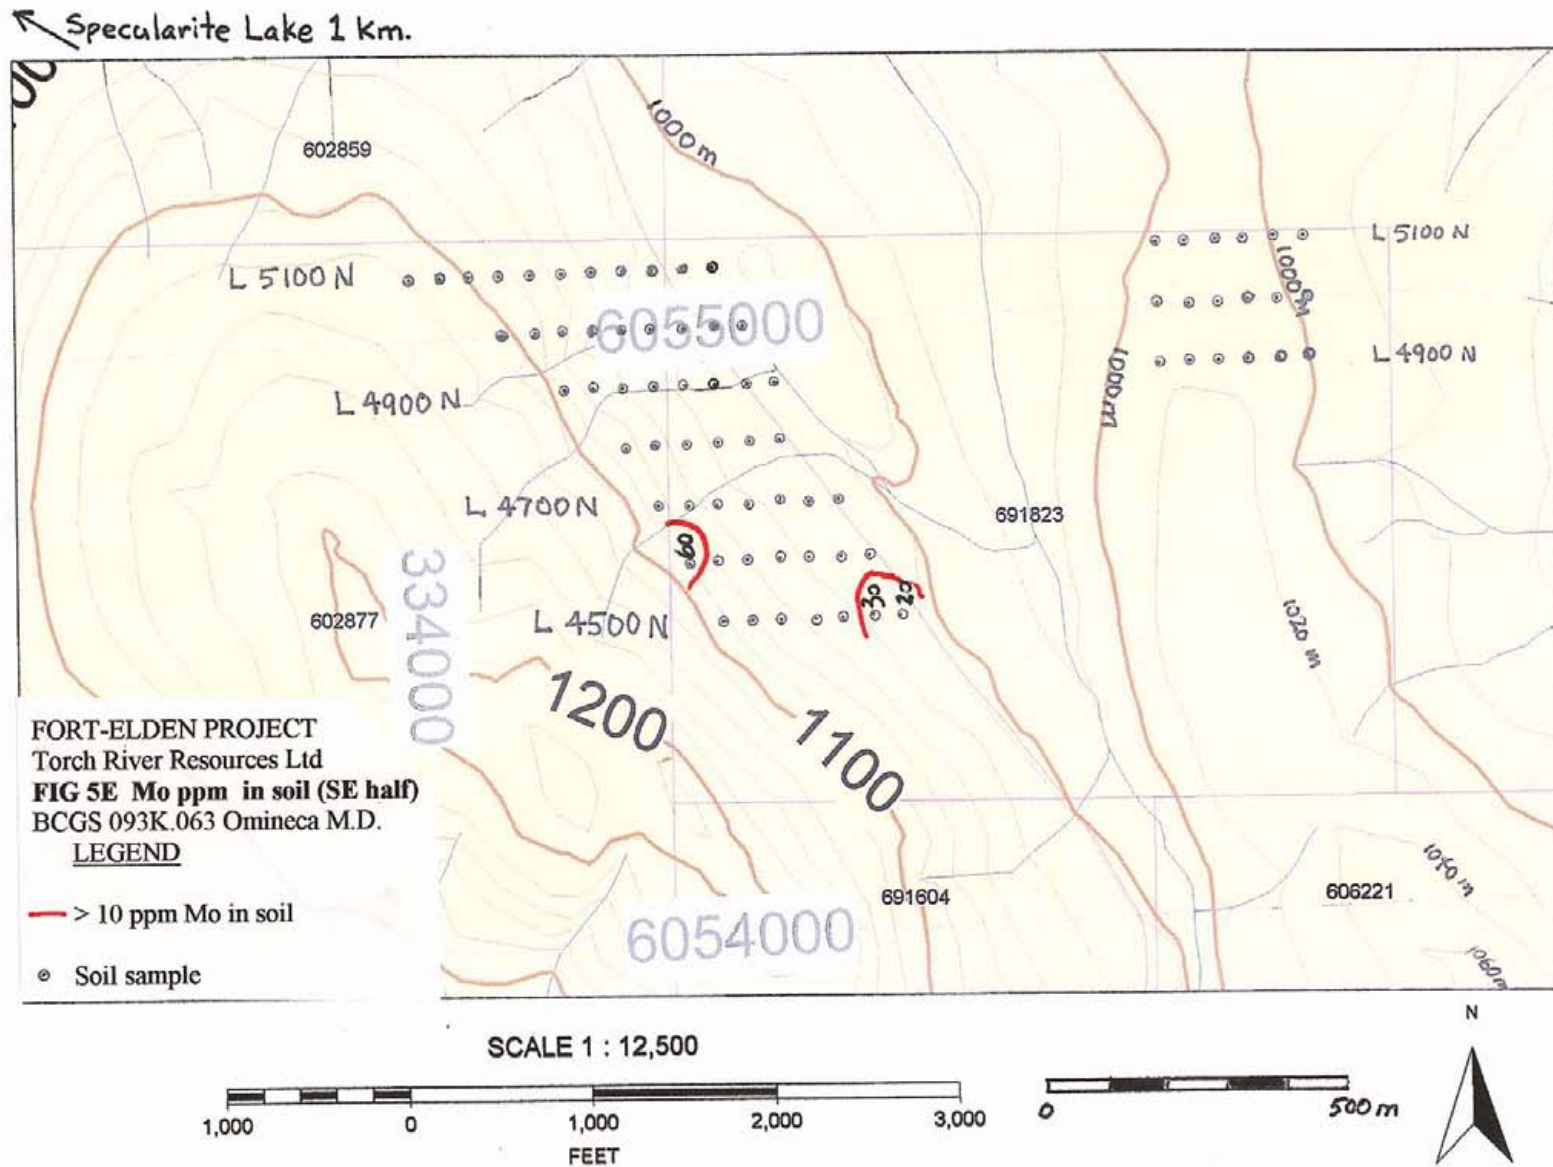 Specularite Lake 1 Km.
00
1000 m
602859
L 5100 N
L 5100 N
1000 M
6055000
L 4900 N
1000 m
L 4900 N
L 4700 N
691823
60
334000
602877
30
20
L 4500 N
1020 m
1200
1100
FORT-ELDEN PROJECT
Torch River Resources Ltd
FIG 5E Mo ppm in soil (SE half)
BCGS 093K.063 Omineca M.D.
LEGEND
> 10 ppm Mo in soil
Soil sample
1040 m
691604
606221
6054000
1060m
N
SCALE 1 : 12,500
1,000
0
1,000
2,000
3,000
FEET
0
500 m